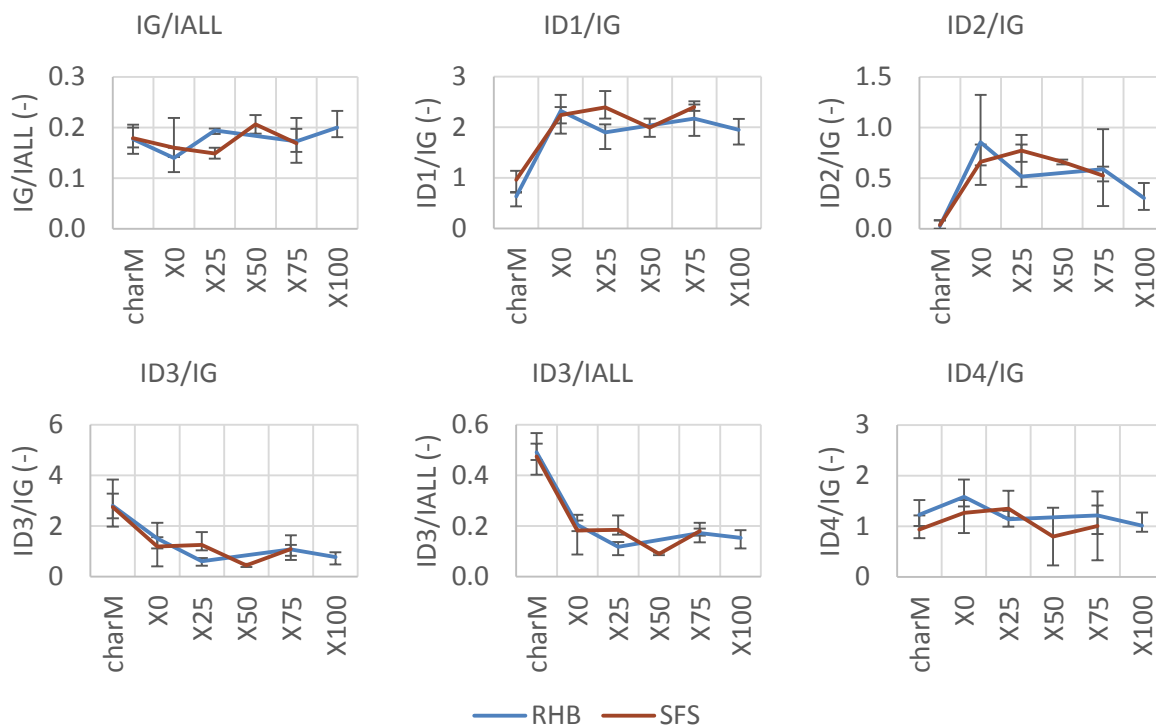 IG/IALL
IG/IALL (-)
0.3
0.2
0.1
0.0
charM
X0
X25
X50
X75
X100
ID1/IG
ID1/IG (-)
3
2
1
0
charM
X0
X25
X50
X75
X100
ID2/IG
ID2/IG (-)
1.5
1.0
0.5
0.0
charM
X0
X25
X50
X75
X100
ID3/IG
ID3/IG (-)
6
4
2
0
charM
X0
X25
X50
X75
X100
ID3/IALL
ID3/IALL (-)
0.6
0.4
0.2
0.0
charM
X0
X25
X50
X75
X100
ID4/IG
ID4/IG (-)
3
2
1
0
charM
X0
X25
X50
X75
X100
RHB SFS